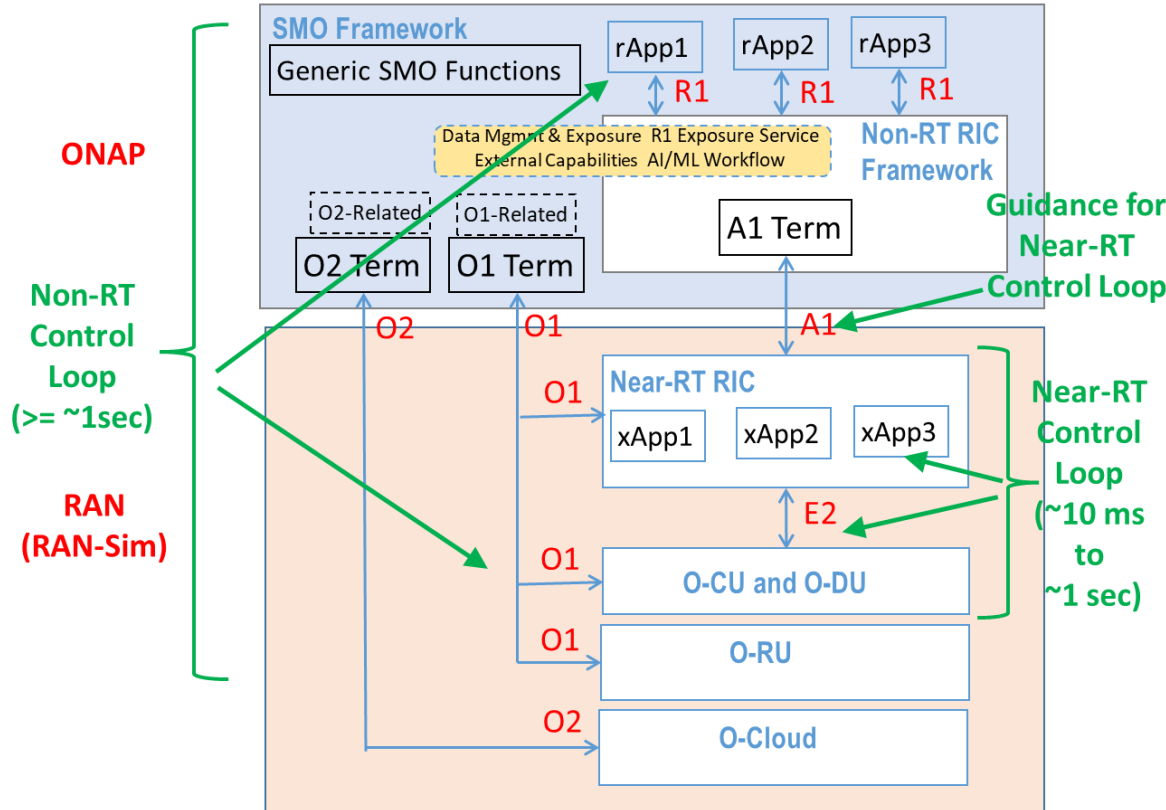 SMO Framework
Generic SMO Functions
rApp1
rApp2
rApp3
R1
R1
R1
Data Mgmnt & Exposure R1 Exposure Service
External Capabilities AI/ML Workflow
Non-RT RIC
Framework
ONAP
O2-Related
O1-Related
O2 Term
O1 Term
A1 Term
Guidance for
Near-RT
Control Loop
Non-RT
Control
Loop
(>= ~1sec)
O2
O1
A1
Near-RT RIC
O1
xApp1
xApp2
xApp3
Near-RT
Control
Loop
(~10 ms
to
~1 sec)
RAN
(RAN-Sim)
E2
O1
O-CU and O-DU
O1
O-RU
O2
O-Cloud